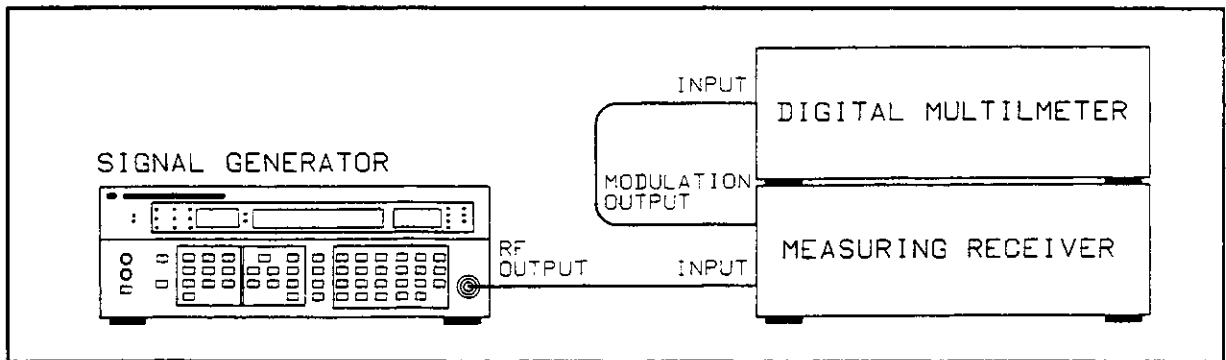 INPUT
DIGITAL MULTILMETER
SIGNAL GENERATOR
MODULATION
OUTPUT
RF
OUTPUT
INPUT
MEASURING RECEIVER